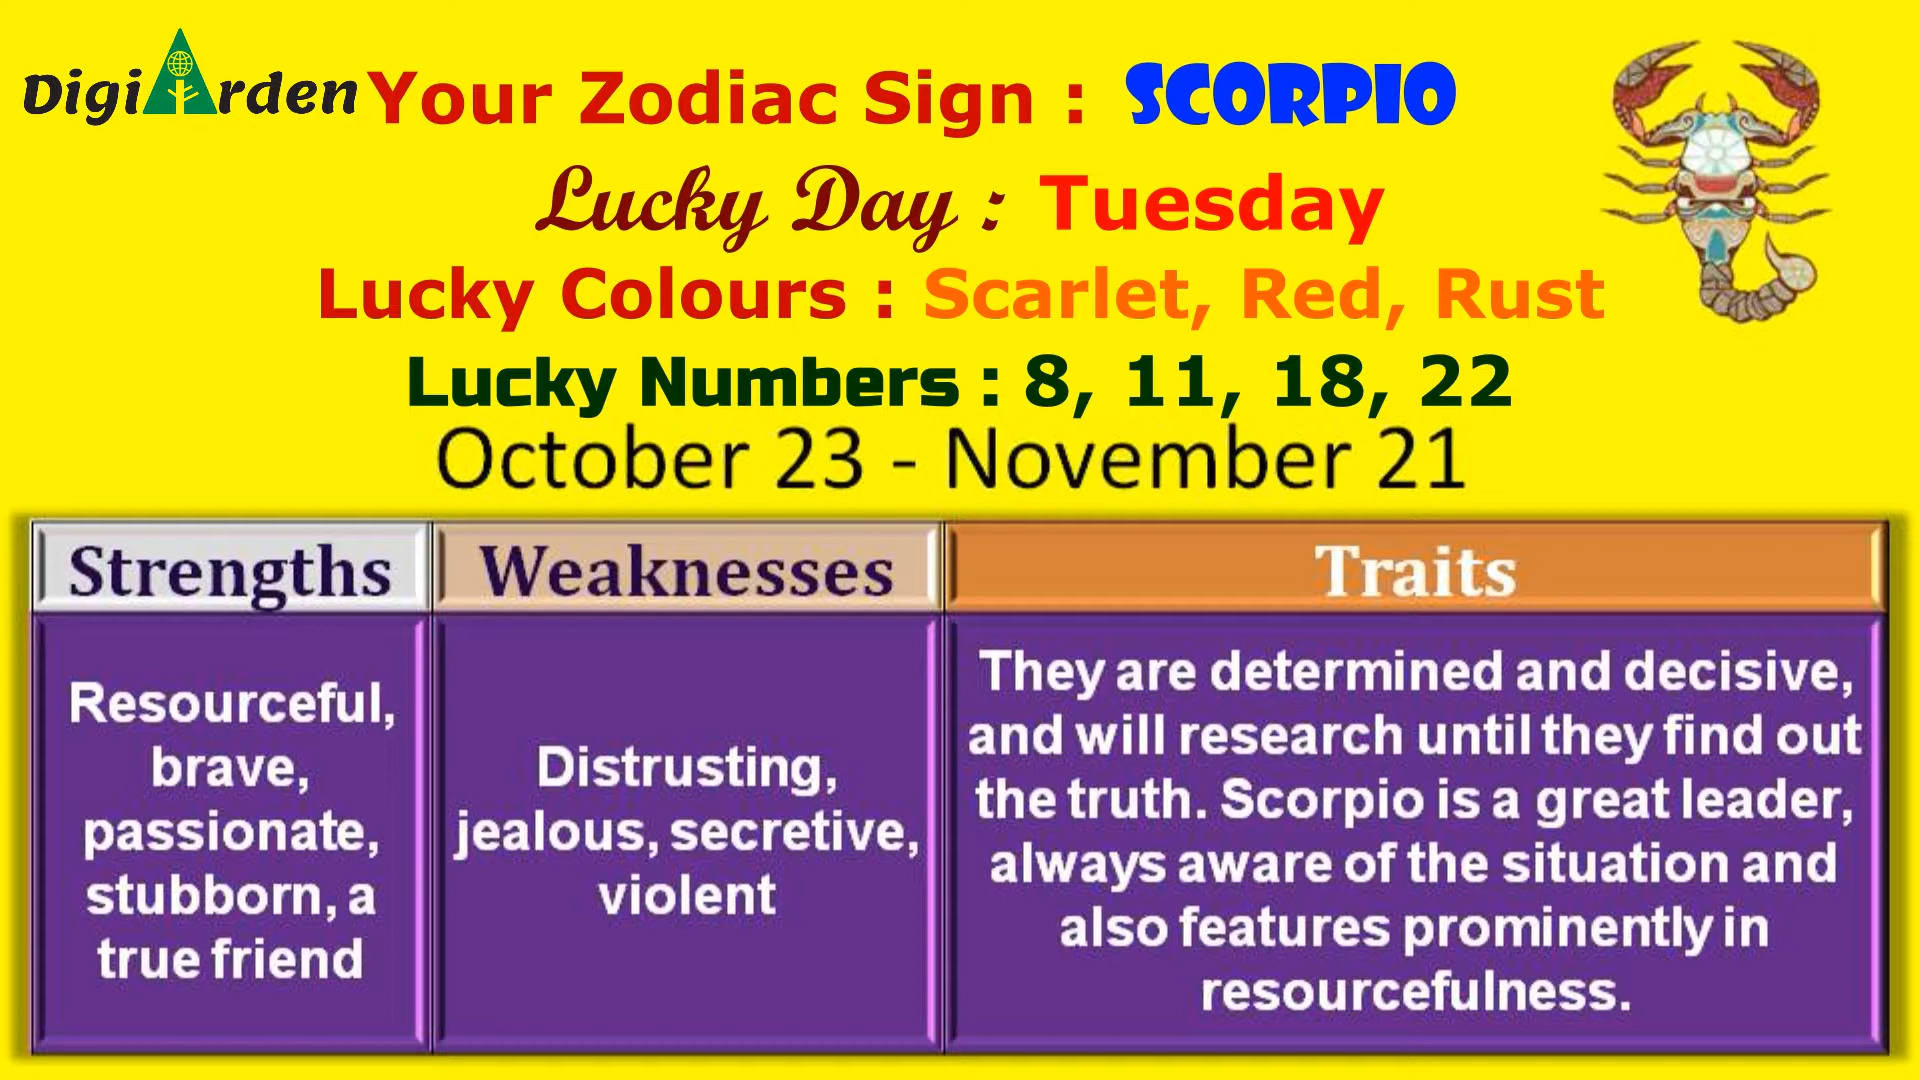 DigiArden
Your Zodiac Sign : SCORPIO
Lucky Day : Tuesday
Lucky Colours : Scarlet, Red, Rust
Lucky Numbers : 8, 11, 18, 22
October 23 - November 21
Strengths
Resourceful,
brave,
passionate,
stubborn, a
true friend
Weaknesses
Distrusting,
jealous, secretive,
violent
Traits
They are determined and decisive,
and will research until they find out
the truth. Scorpio is a great leader,
always aware of the situation and
also features prominently in
resourcefulness.